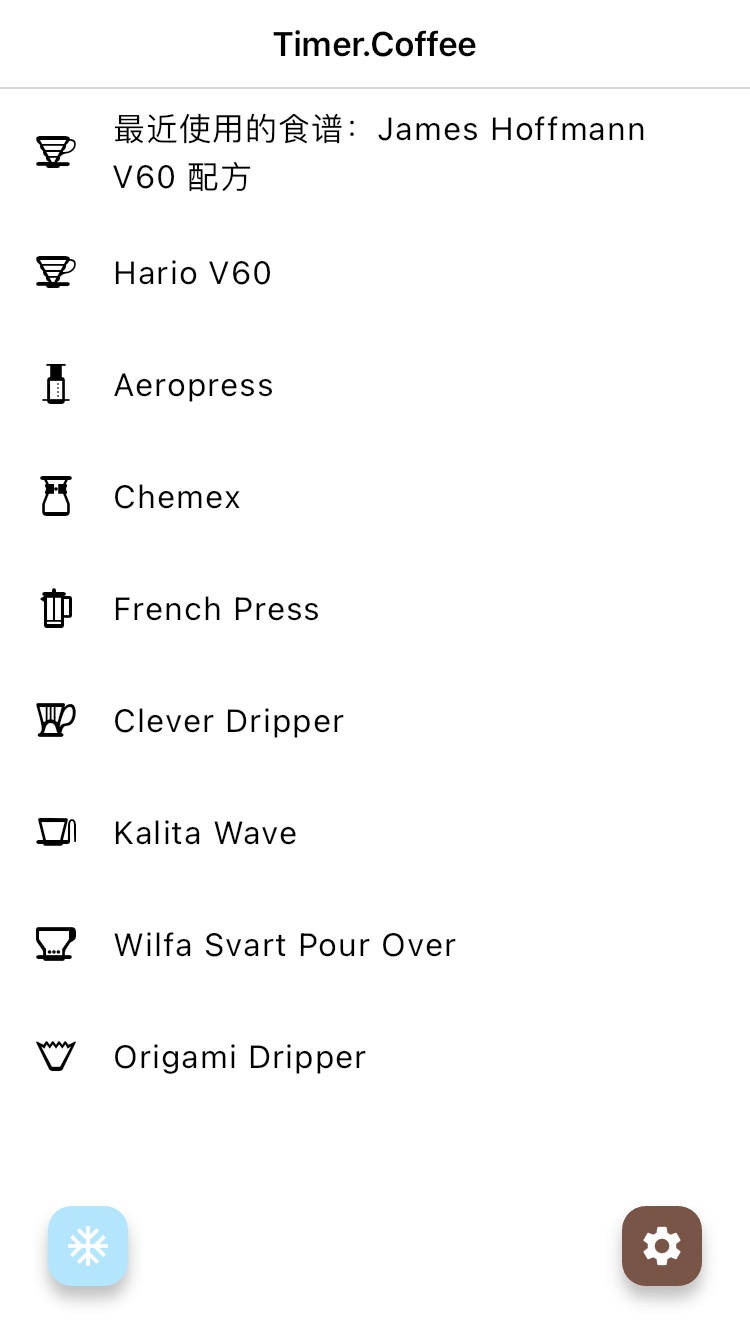 Timer.Coffee
最近使用的食谱：James Hoffmann
V60 配方
Hario V60
Aeropress
Chemex
French Press
Clever Dripper
Kalita Wave
Wilfa Svart Pour Over
Origami Dripper